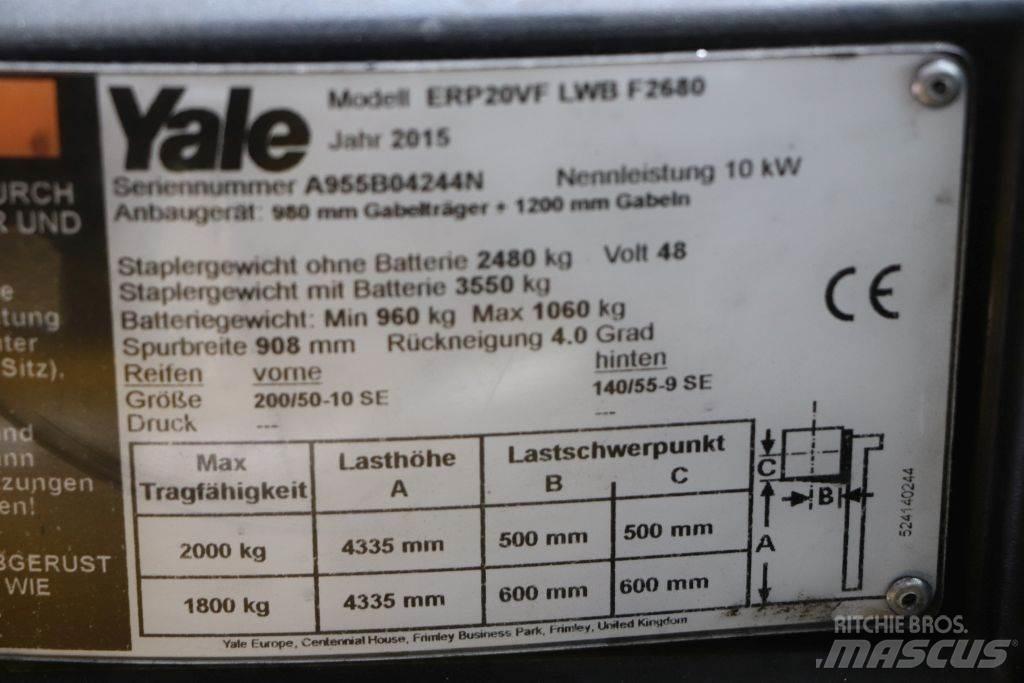 Yale
Modell ERP20VF LWB F2680
Jahr 2015
Seriennummer A955B04244N Nennleistung 10 kW
Anbaugerät: 980 mm Gabelträger + 1200 mm Gabeln
Staplergewicht ohne Batterie 2480 kg Volt 48
Staplergewicht mit Batterie 3550 kg
Batteriegewicht: Min 960 kg Max 1060 kg
Spurbreite 908 mm Rückneigung 4.0 Grad
Reifen vorne hinten
Größe 200/50-10 SE 140/55-9 SE
Druck --- ---
CE
Max Tragfähigkeit Lasthöhe A Lastschwerpunkt B C
2000 kg 4335 mm 500 mm 500 mm
1800 kg 4335 mm 600 mm 600 mm
C
B
A
524140244
Yale Europe, Centennial House, Frimley Business Park, Frimley, United Kingdom
URCH
R UND
e
tung
ter
Sitz).
nd
nn
zungen
en!
GERÜST
WIE
RITCHIE BROS.
MASCUS